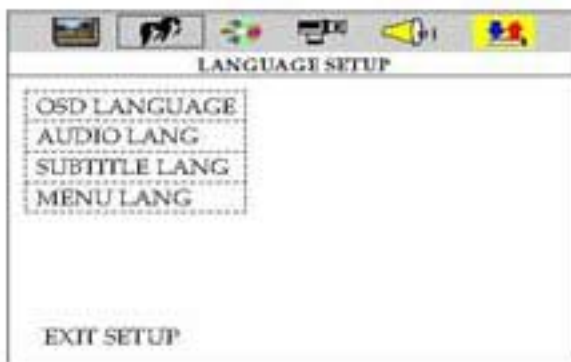 LANGUAGE SETUP
OSD LANGUAGE
AUDIO LANG
SUBTITLE LANG
MENU LANG
EXIT SETUP